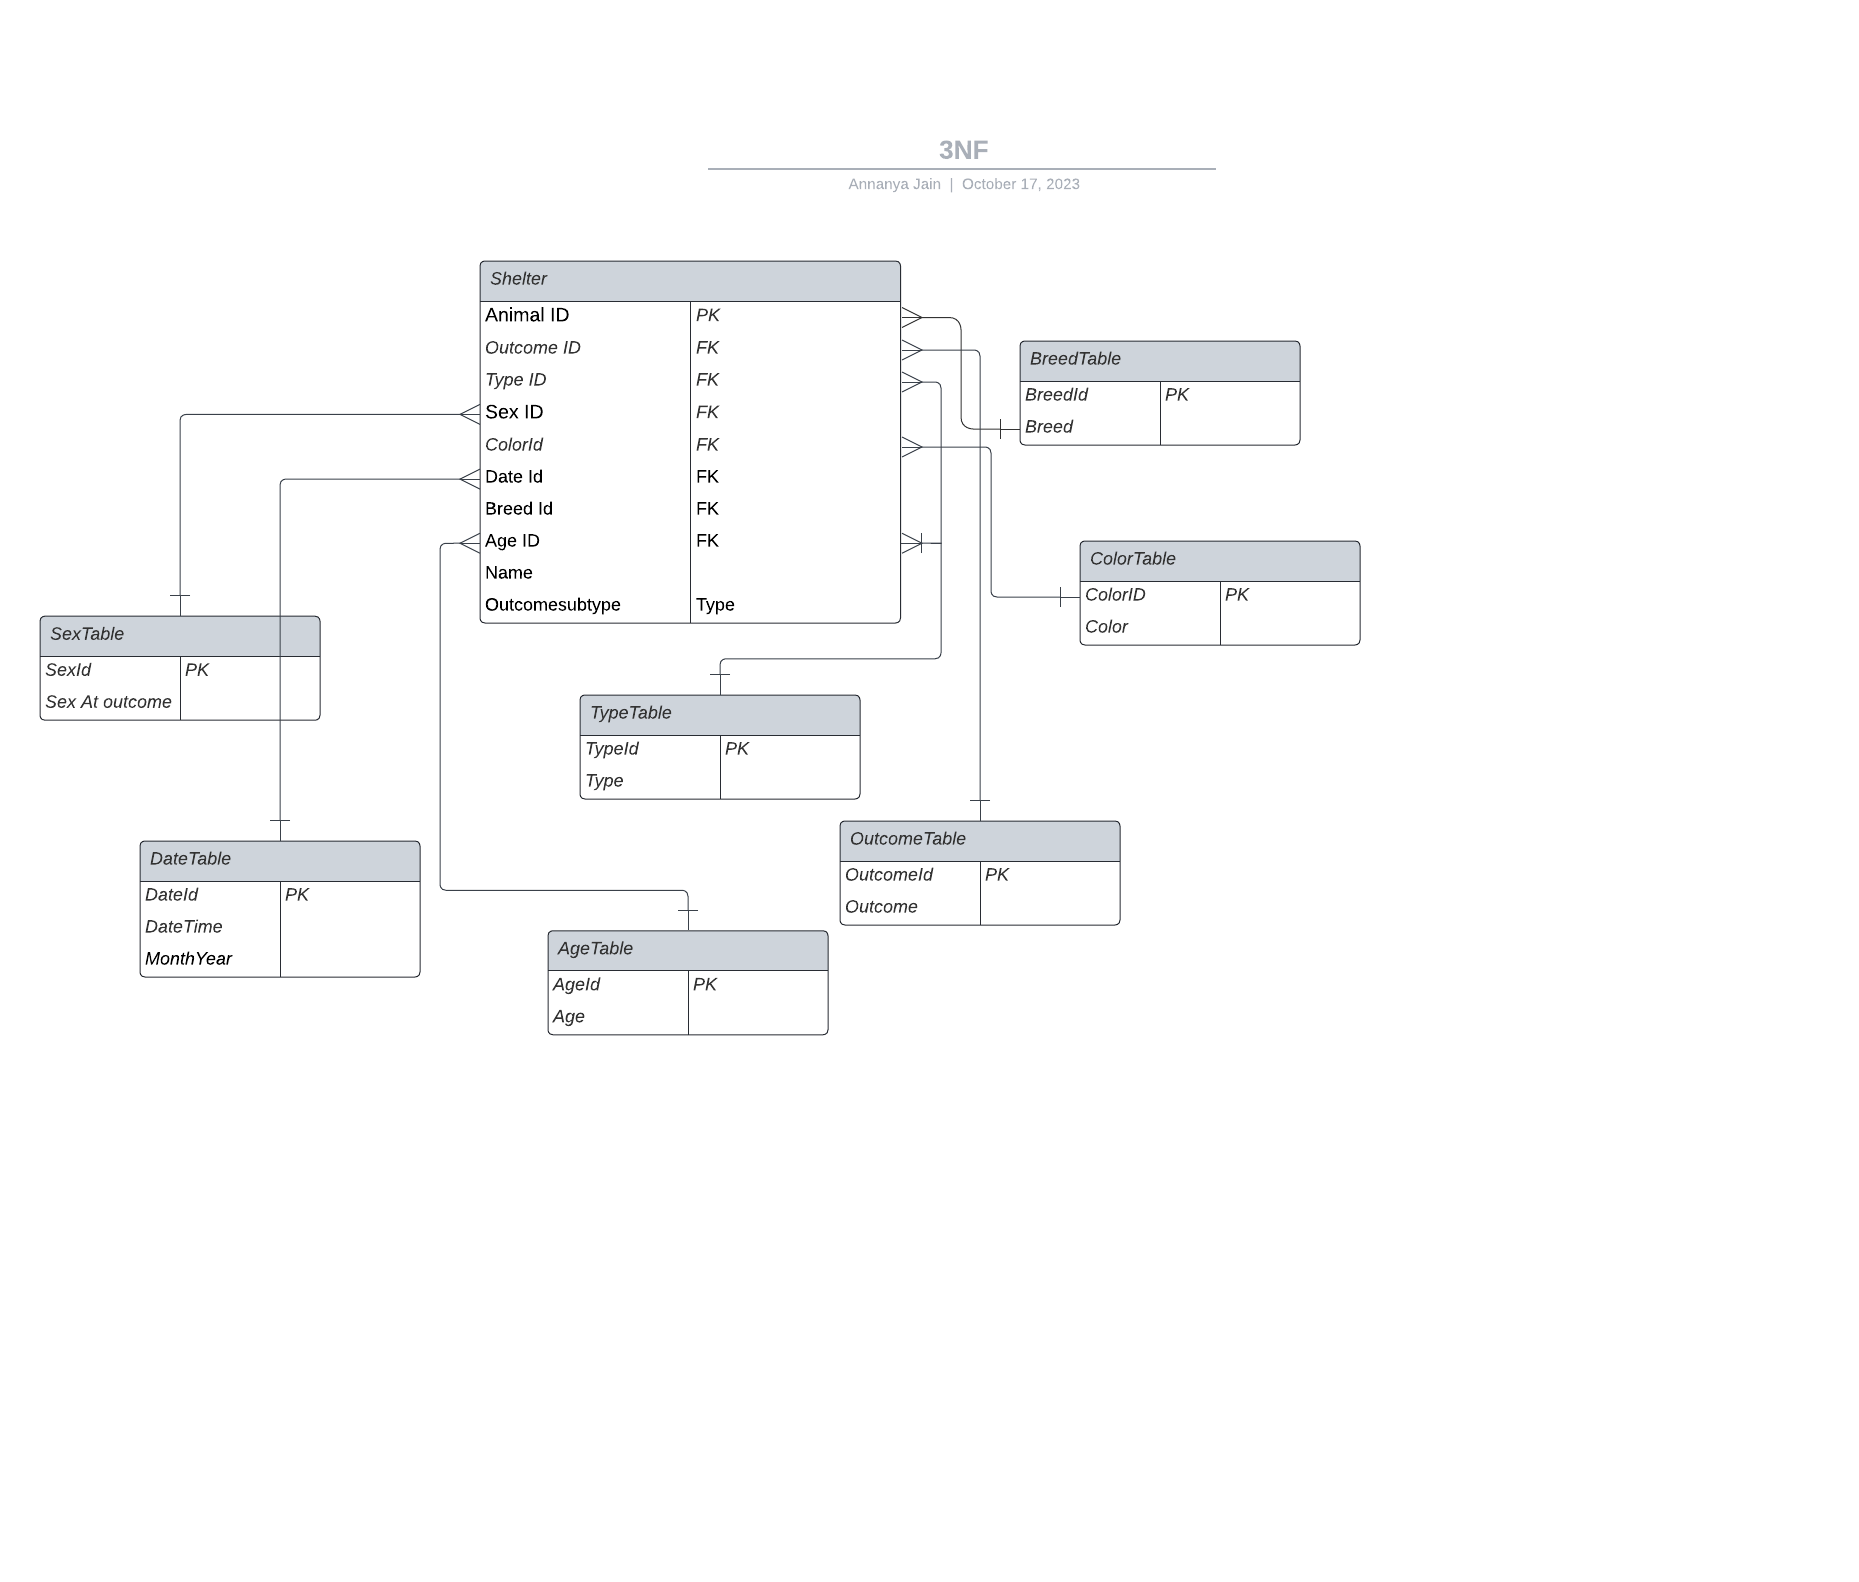 3NF
Annanya Jain | October 17, 2023
Shelter
Animal ID PK
Outcome ID FK
Type ID FK
Sex ID FK
ColorId FK
Date Id FK
Breed Id FK
Age ID FK
Name
Outcomesubtype Type
BreedTable
BreedId PK
Breed
ColorTable
ColorID PK
Color
SexTable
SexId PK
Sex At outcome
TypeTable
TypeId PK
Type
OutcomeTable
OutcomeId PK
Outcome
DateTable
DateId PK
DateTime
MonthYear
AgeTable
AgeId PK
Age